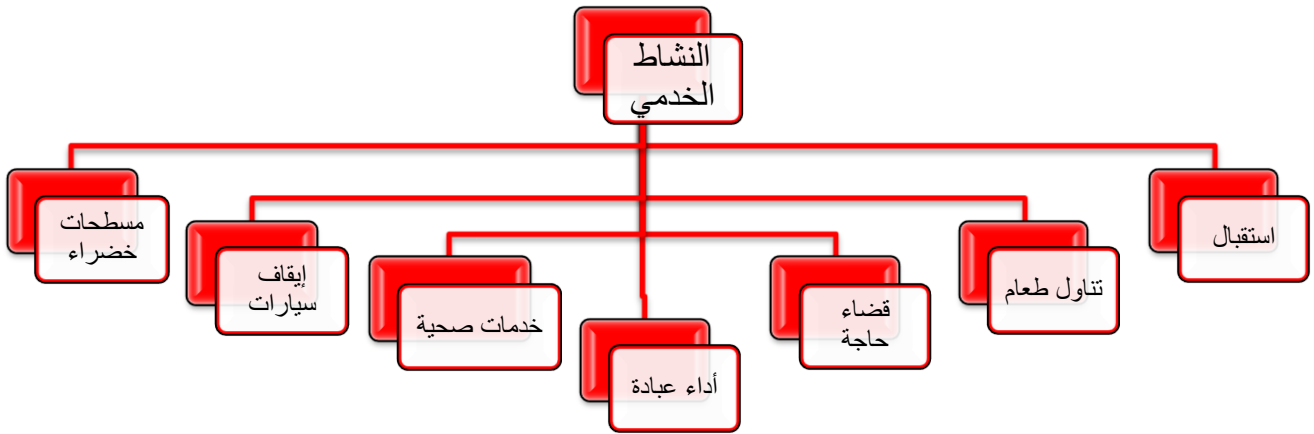 النشاط
الخدمي
استقبال
تناول طعام
قضاء
حاجة
أداء عبادة
خدمات صحية
إيقاف
سيارات
مسطحات
خضراء